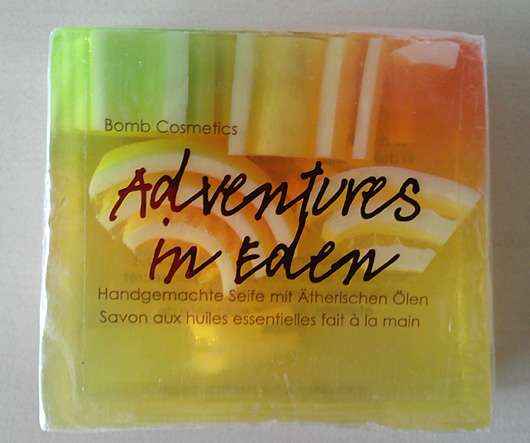 Bomb Cosmetics
Adventures
in Eden
Handgemachte Seife mit Ätherischen Ölen
Savon aux huiles essentielles fait à la main